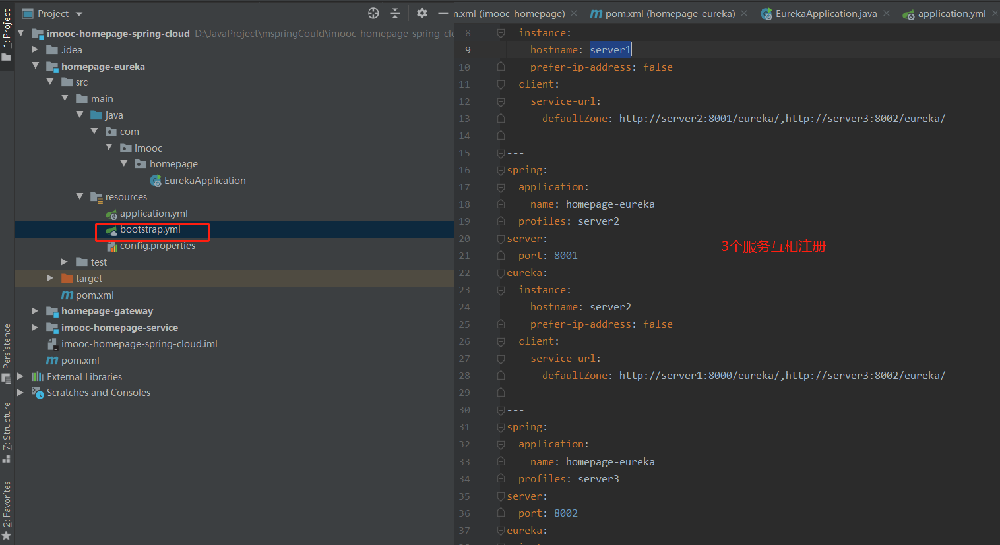 Project
m.xml (imooc-homepage)
pom.xml (homepage-eureka)
EurekaApplication.java
application.yml
1: Project
imooc-homepage-spring-cloud D:\JavaProject\mspringCould\imooc-homepage-spring-clo
.idea
homepage-eureka
src
main
java
com
imooc
homepage
EurekaApplication
resources
application.yml
bootstrap.yml
config.properties
test
target
pom.xml
homepage-gateway
imooc-homepage-service
imooc-homepage-spring-cloud.iml
pom.xml
External Libraries
Scratches and Consoles
Persistence
7: Structure
2: Favorites
8 instance:
9 hostname: server1
10 prefer-ip-address: false
11 client:
12 service-url:
13 defaultZone: http://server2:8001/eureka/,http://server3:8002/eureka/
14
15 ---
16 spring:
17 application:
18 name: homepage-eureka
19 profiles: server2
20 server:
21 port: 8001
22 eureka:
23 instance:
24 hostname: server2
25 prefer-ip-address: false
26 client:
27 service-url:
28 defaultZone: http://server1:8000/eureka/,http://server3:8002/eureka/
29
30 ---
31 spring:
32 application:
33 name: homepage-eureka
34 profiles: server3
35 server:
36 port: 8002
37 eureka:
3个服务互相注册